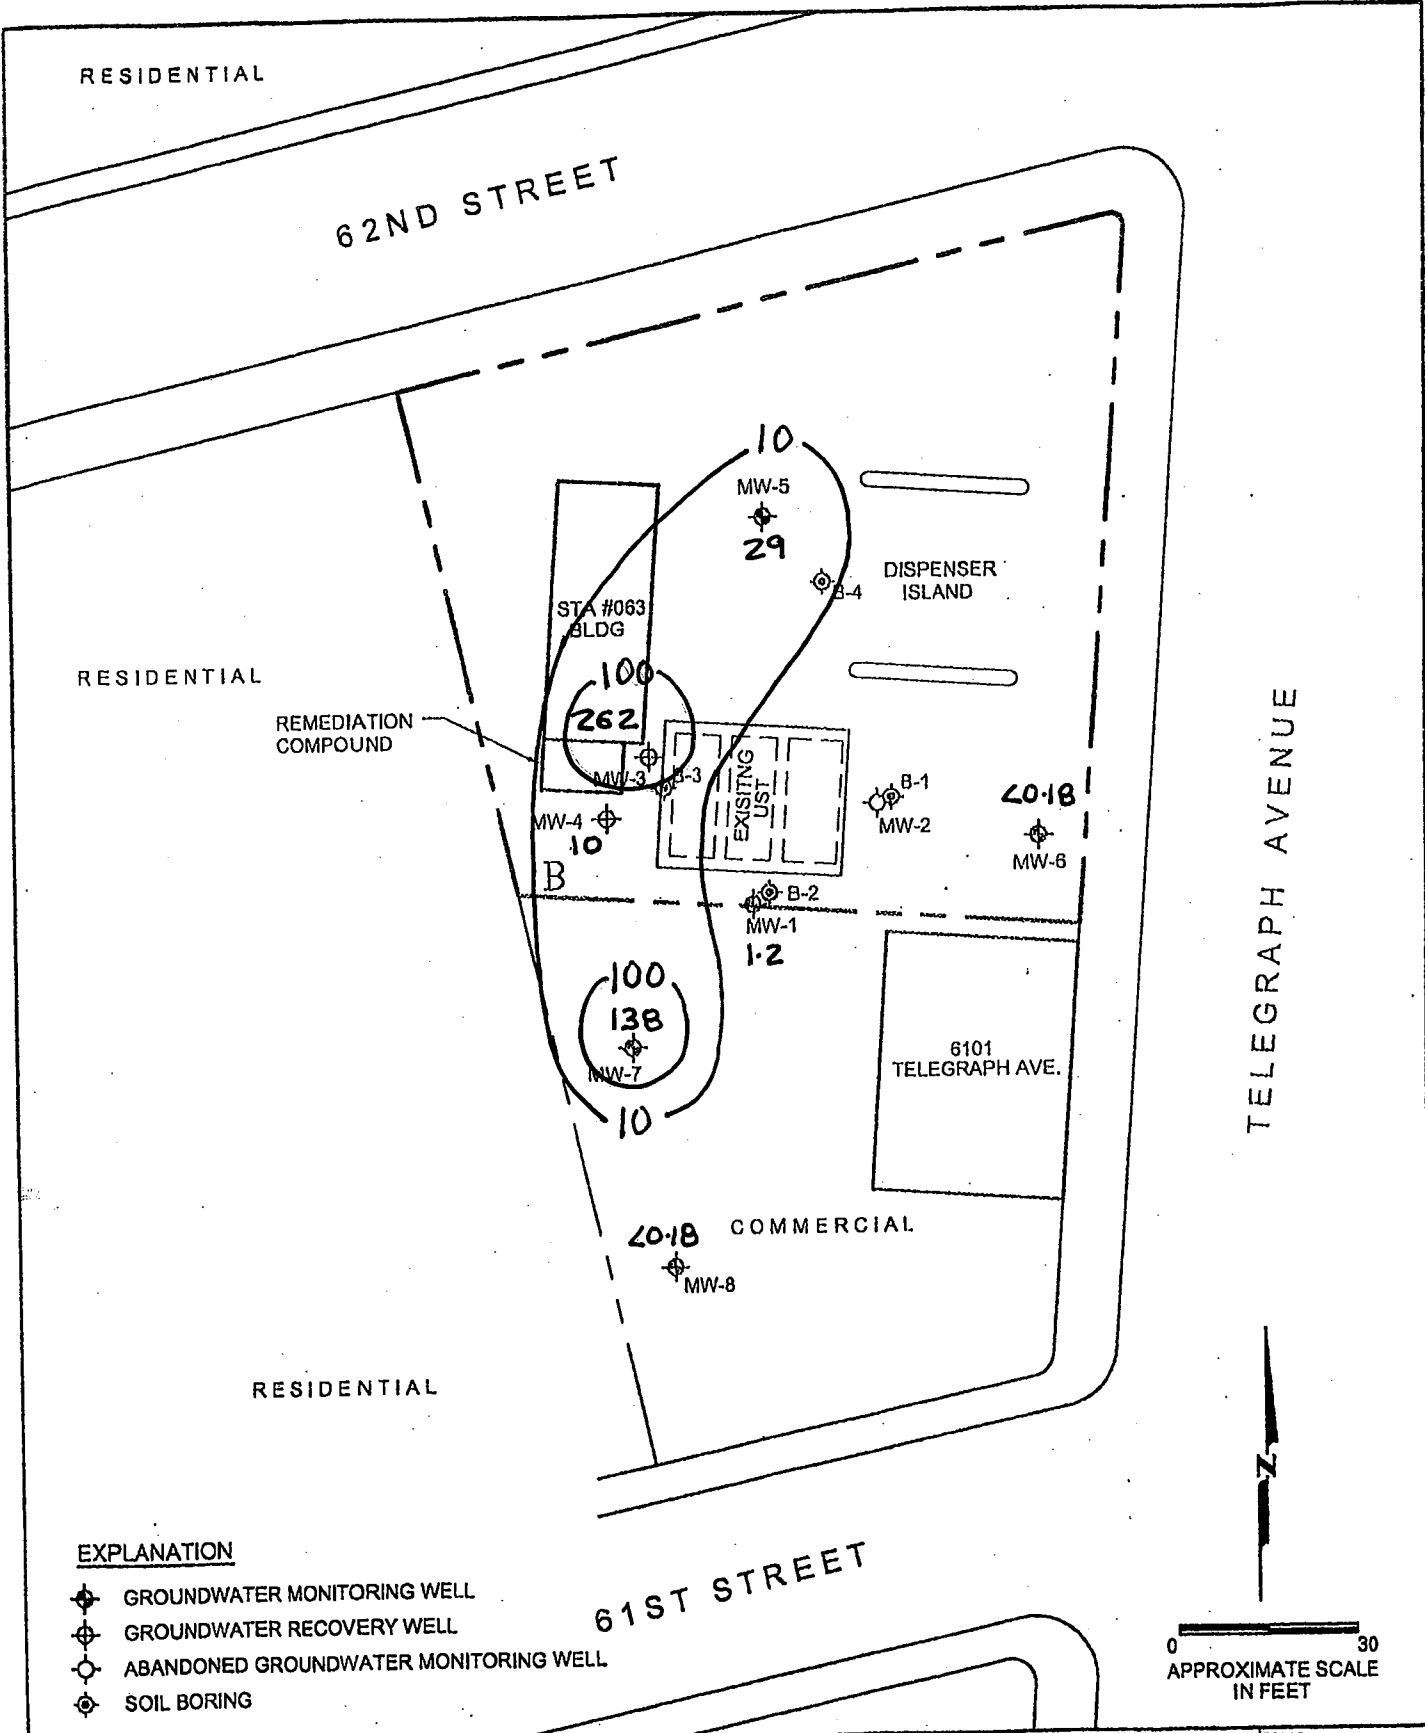 RESIDENTIAL
62ND STREET
10
MW-5
29
B-4
DISPENSER
ISLAND
STA #063
BLDG
100
262
RESIDENTIAL
REMEDIATION
COMPOUND
MW-3
B-3
EXISITNG
UST
B-1
MW-2
<0.18
MW-6
MW-4
10
B
B-2
MW-1
1.2
TELEGRAPH AVENUE
100
138
MW-7
10
6101
TELEGRAPH AVE.
<0.18
MW-8
COMMERCIAL
RESIDENTIAL
N
61ST STREET
EXPLANATION
GROUNDWATER MONITORING WELL
GROUNDWATER RECOVERY WELL
ABANDONED GROUNDWATER MONITORING WELL
SOIL BORING
0 30
APPROXIMATE SCALE
IN FEET